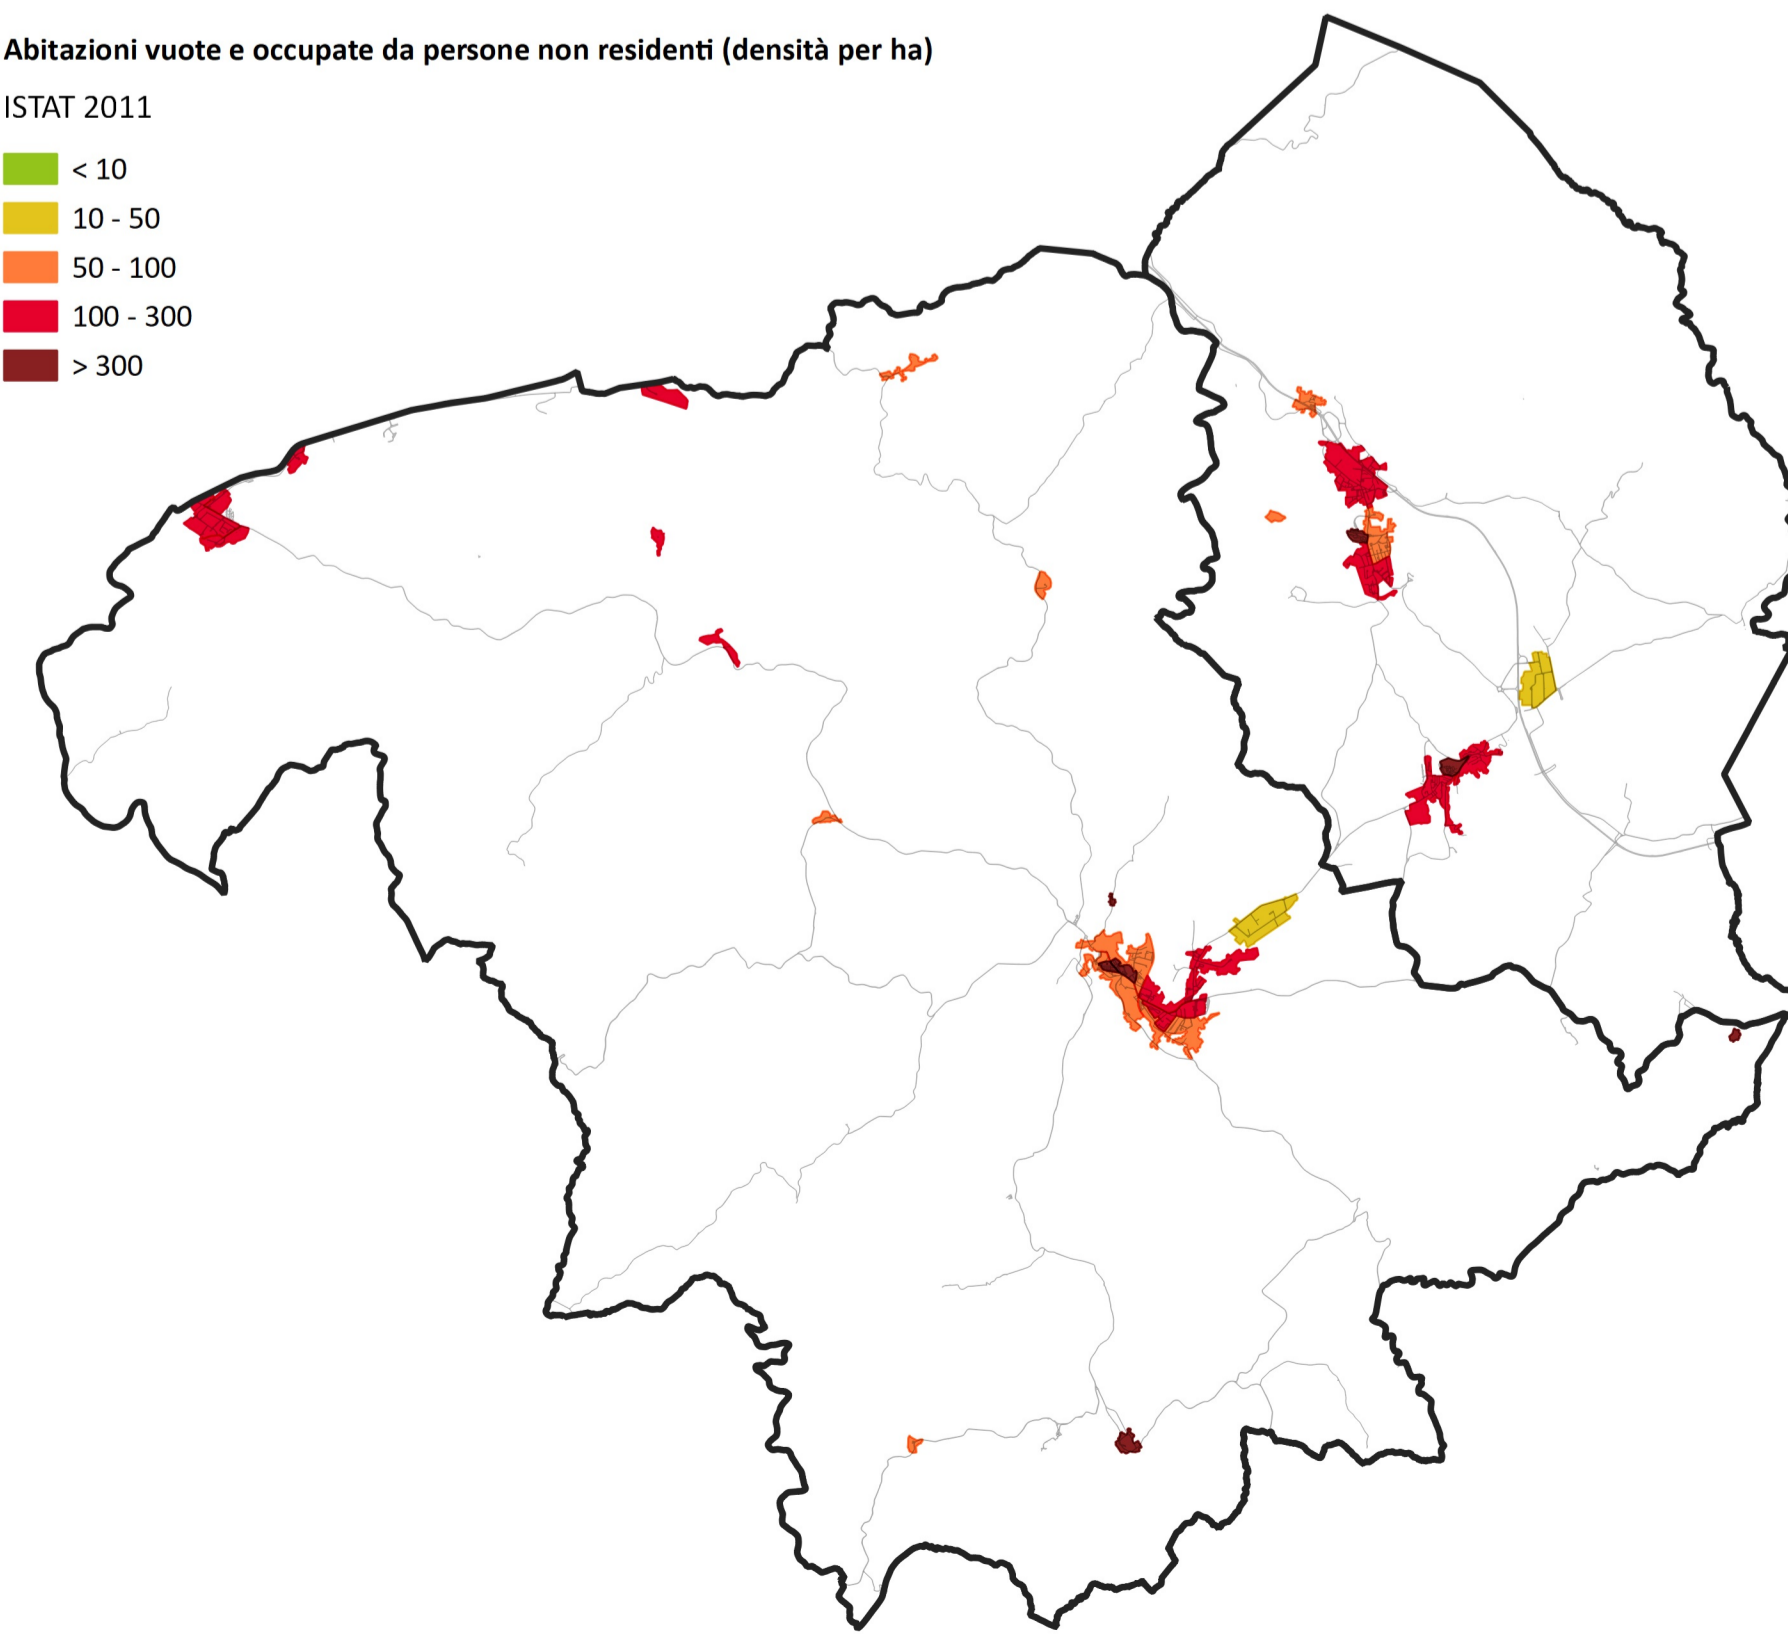 Abitazioni vuote e occupate da persone non residenti (densità per ha)
ISTAT 2011
< 10
10 - 50
50 - 100
100 - 300
> 300